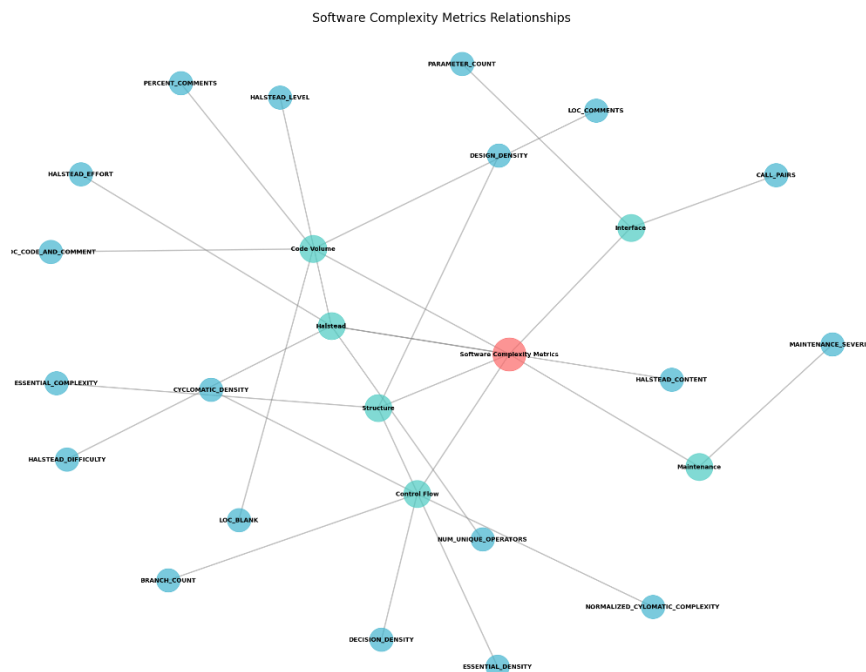 Software Complexity Metrics Relationships
PARAMETER_COUNT
PERCENT_COMMENTS
HALSTEAD_LEVEL
LOC_COMMENTS
DESIGN_DENSITY
HALSTEAD_EFFORT
CALL_PAIRS
Interface
Code Volume
IC_CODE_AND_COMMENT
Halstead
MAINTENANCE_SEVERI
Software Complexity Metrics
HALSTEAD_CONTENT
ESSENTIAL_COMPLEXITY
CYCLOMATIC_DENSITY
Structure
HALSTEAD_DIFFICULTY
Maintenance
Control Flow
LOC_BLANK
NUM_UNIQUE_OPERATORS
BRANCH_COUNT
NORMALIZED_CYLOMATIC_COMPLEXITY
DECISION_DENSITY
ESSENTIAL_DENSITY